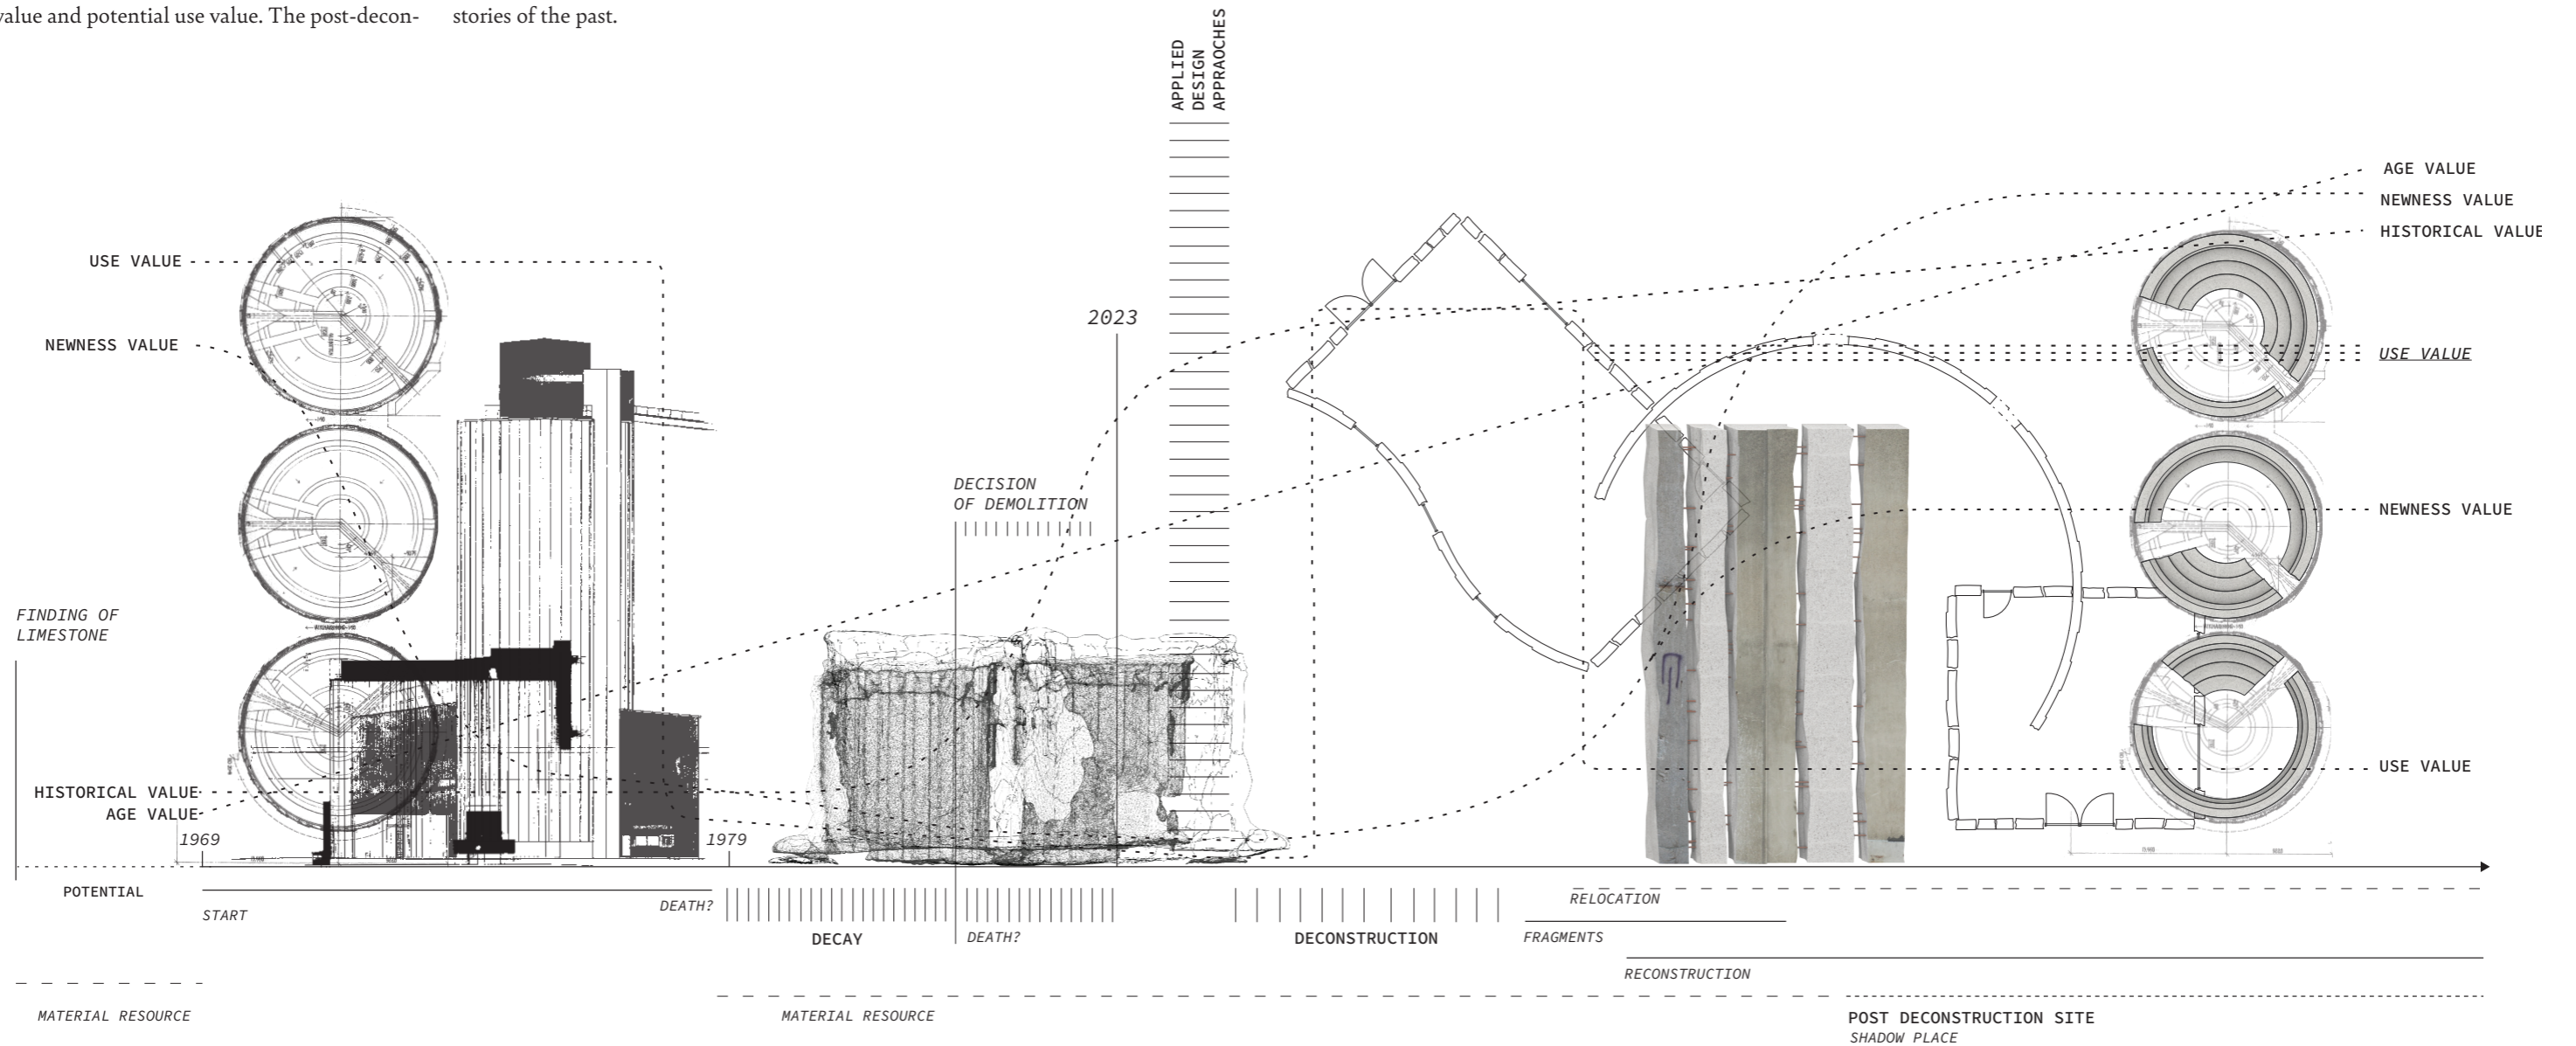 value and potential use value. The post-decon-
stories of the past.
APPLIED
DESIGN
APPRAOCHES
AGE VALUE
NEWNESS VALUE
HISTORICAL VALUE
USE VALUE
NEWNESS VALUE
2023
USE VALUE
DECISION
OF DEMOLITION
NEWNESS VALUE
FINDING OF
LIMESTONE
USE VALUE
HISTORICAL VALUE
AGE VALUE
1969
1979
POTENTIAL
START
DEATH?
DECAY
DEATH?
DECONSTRUCTION
RELOCATION
FRAGMENTS
RECONSTRUCTION
MATERIAL RESOURCE
MATERIAL RESOURCE
POST DECONSTRUCTION SITE
SHADOW PLACE